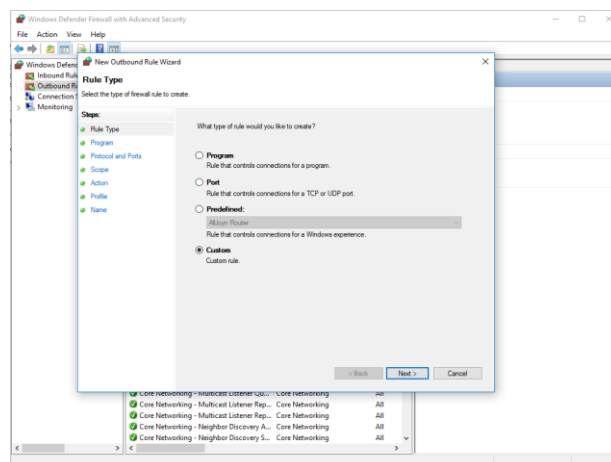 Windows Defender Firewall with Advanced Security
File Action View Help
Windows Defenc
Inbound Rule
Outbound R
Connection S
Monitoring
New Outbound Rule Wizard
Rule Type
Select the type of firewall rule to create.
Steps:
Rule Type
Program
Protocol and Ports
Scope
Action
Profile
Name
What type of rule would you like to create?
Program
Rule that controls connections for a program.
Port
Rule that controls connections for a TCP or UDP port.
Predefined:
AllJoyn Router
Rule that controls connections for a Windows experience.
Custom
Custom rule.
< Back Next > Cancel
Core Networking - Multicast Listener Qu... Core Networking All
Core Networking - Multicast Listener Rep... Core Networking All
Core Networking - Multicast Listener Rep... Core Networking All
Core Networking - Neighbor Discovery A... Core Networking All
Core Networking - Neighbor Discovery S... Core Networking All